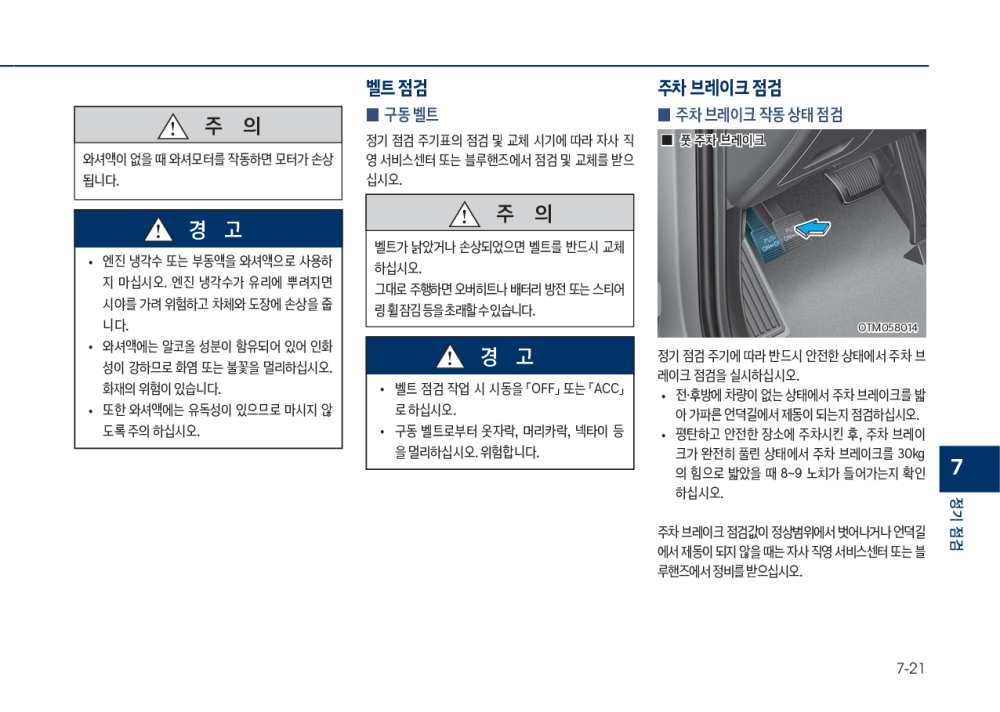 주 의
와셔액이 없을 때 와셔모터를 작동하면 모터가 손상
됩니다.
경 고
• 엔진 냉각수 또는 부동액을 와셔액으로 사용하
지 마십시오. 엔진 냉각수가 유리에 뿌려지면
시야를 가려 위험하고 차체와 도장에 손상을 줍
니다.
• 와셔액에는 알코올 성분이 함유되어 있어 인화
성이 강하므로 화염 또는 불꽃을 멀리하십시오.
화재의 위험이 있습니다.
• 또한 와셔액에는 유독성이 있으므로 마시지 않
도록 주의 하십시오.
벨트 점검
■ 구동 벨트
정기 점검 주기표의 점검 및 교체 시기에 따라 자사 직
영 서비스센터 또는 블루핸즈에서 점검 및 교체를 받으
십시오.
주 의
벨트가 낡았거나 손상되었으면 벨트를 반드시 교체
하십시오.
그대로 주행하면 오버히트나 배터리 방전 또는 스티어
링 휠 잠김 등을 초래할 수 있습니다.
경 고
• 벨트 점검 작업 시 시동을 「OFF」 또는 「ACC」
로 하십시오.
• 구동 벨트로부터 옷자락, 머리카락, 넥타이 등
을 멀리하십시오. 위험합니다.
주차 브레이크 점검
■ 주차 브레이크 작동 상태 점검
■ 풋 주차 브레이크
OTM058014
정기 점검 주기에 따라 반드시 안전한 상태에서 주차 브
레이크 점검을 실시하십시오.
• 전·후방에 차량이 없는 상태에서 주차 브레이크를 밟
아 가파른 언덕길에서 제동이 되는지 점검하십시오.
• 평탄하고 안전한 장소에 주차시킨 후, 주차 브레이
크가 완전히 풀린 상태에서 주차 브레이크를 30kg
의 힘으로 밟았을 때 8~9 노치가 들어가는지 확인
하십시오.
주차 브레이크 점검값이 정상범위에서 벗어나거나 언덕길
에서 제동이 되지 않을 때는 자사 직영 서비스센터 또는 블
루핸즈에서 정비를 받으십시오.
7
정기 점검
7-21